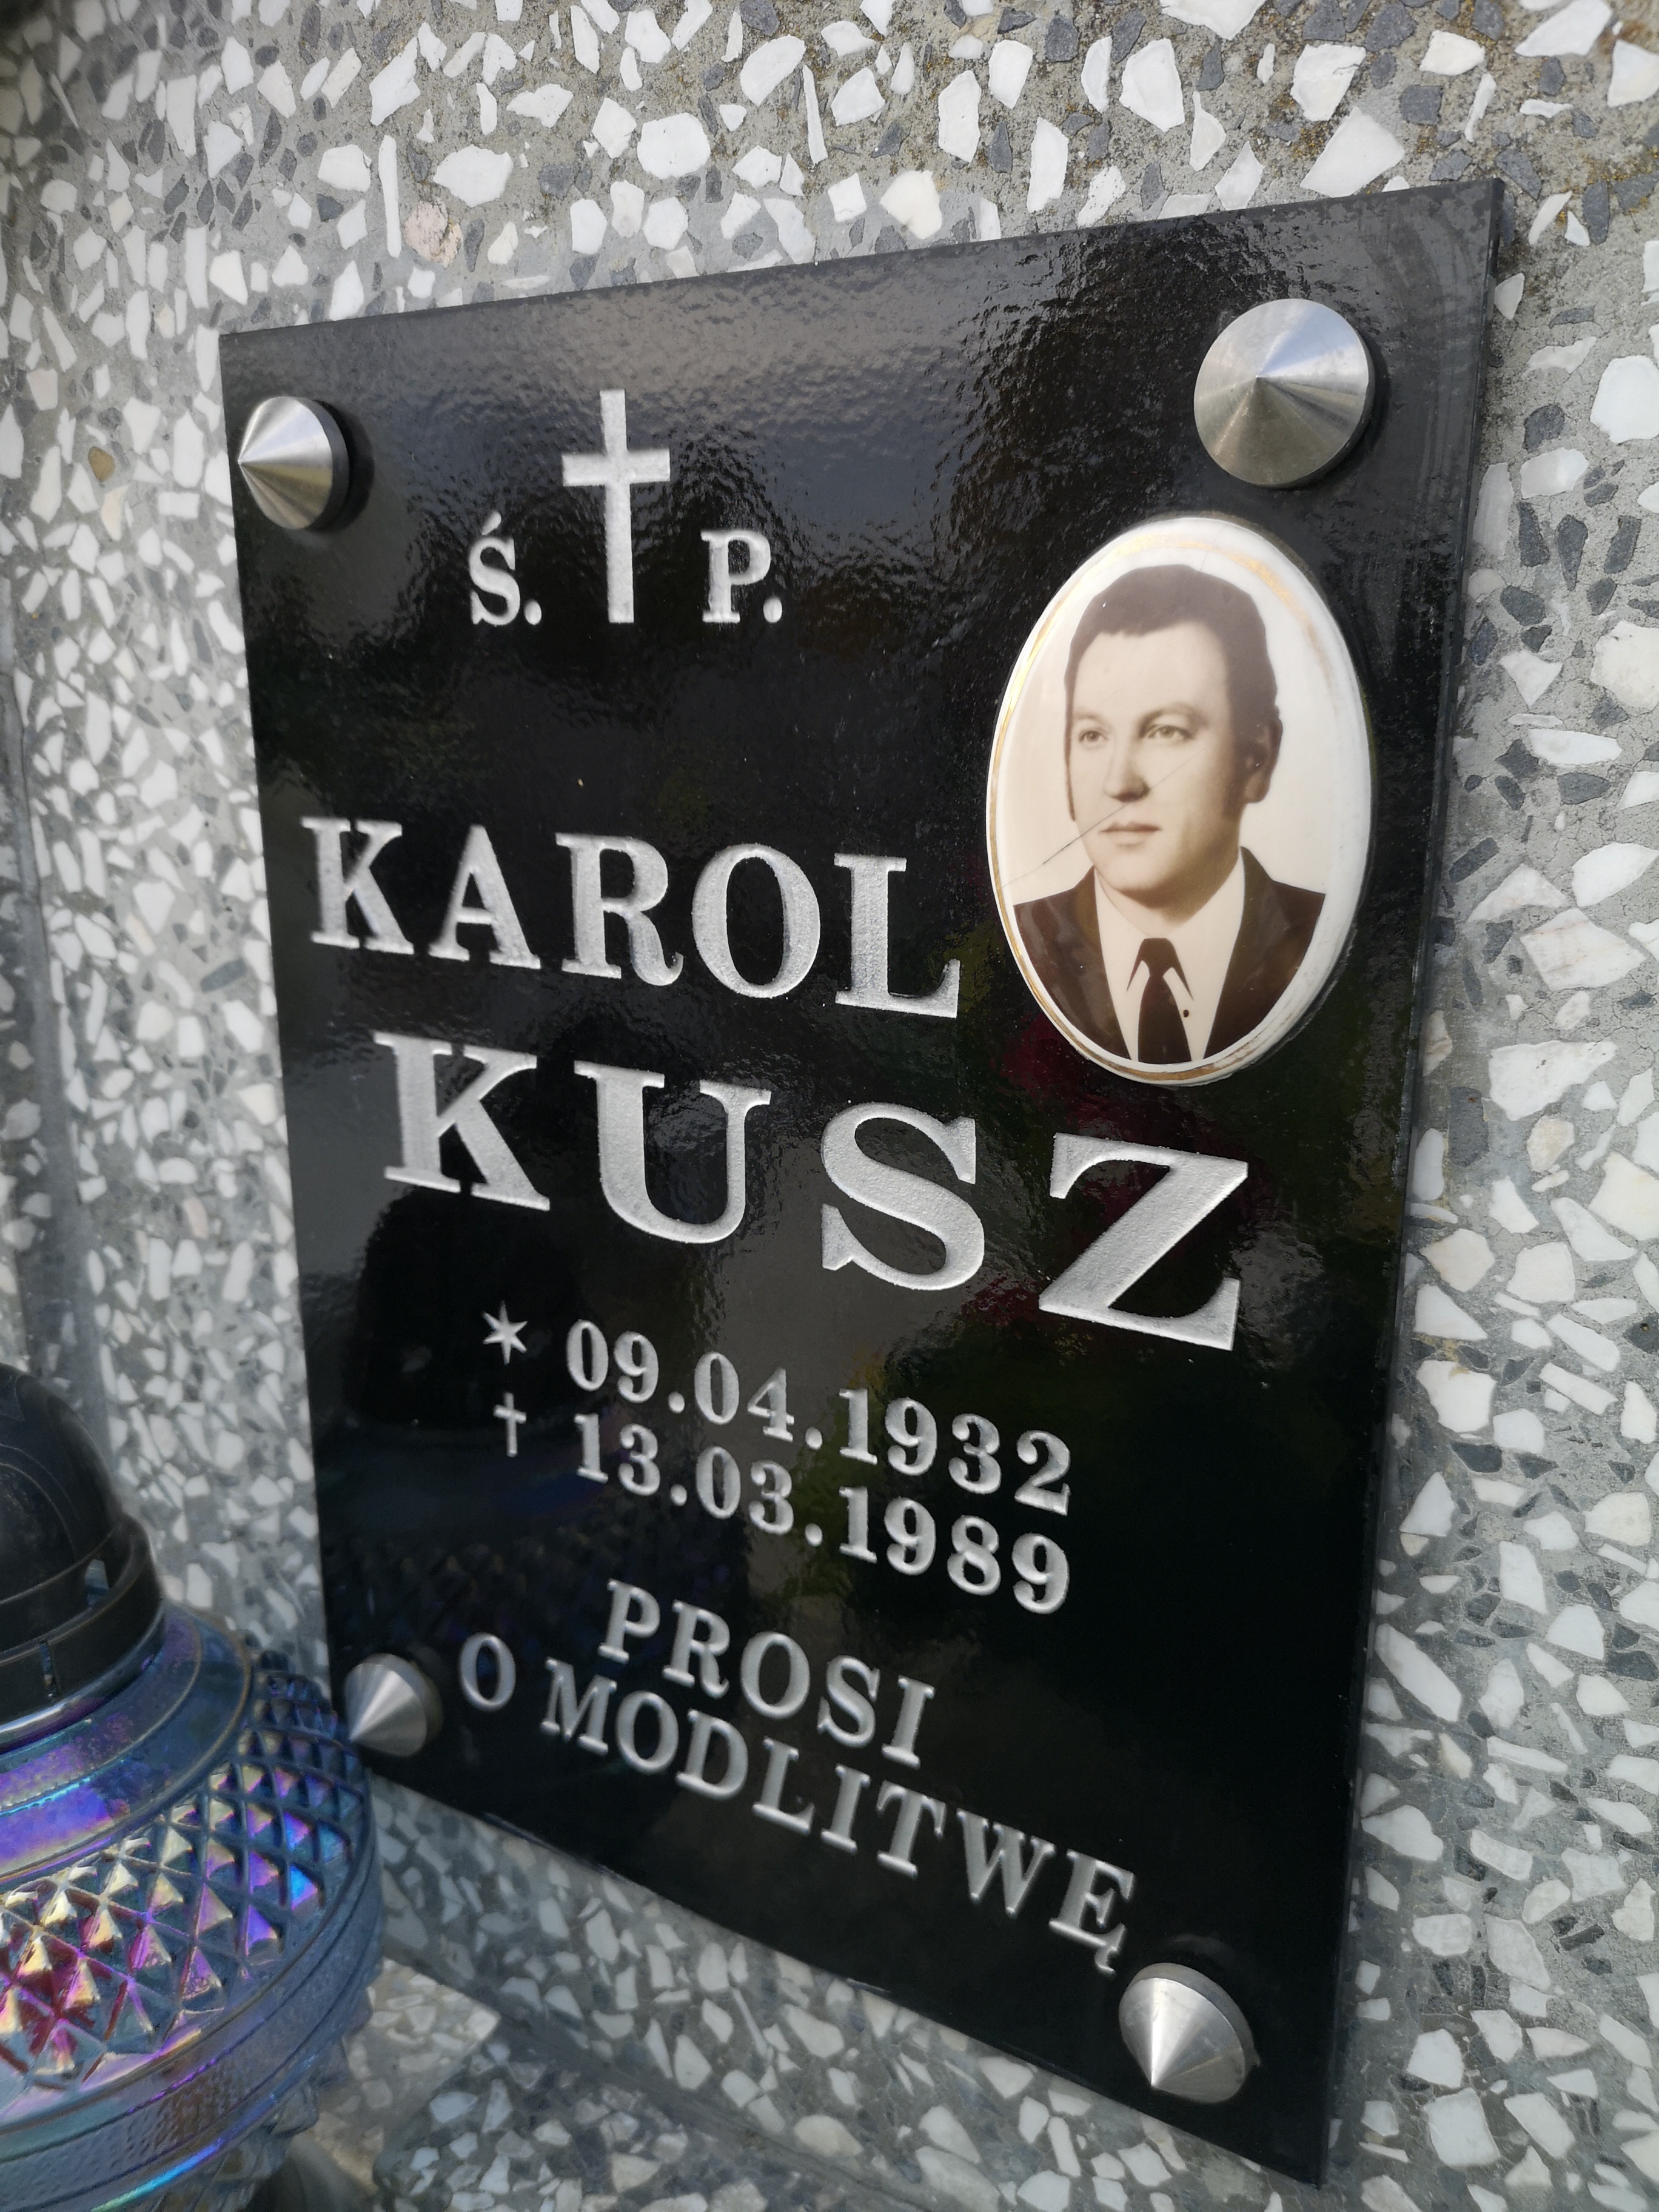 Ś. P.
KAROL
KUSZ
* 09.04.1932
† 13.03.1989
PROSI
O MODLITWĘ